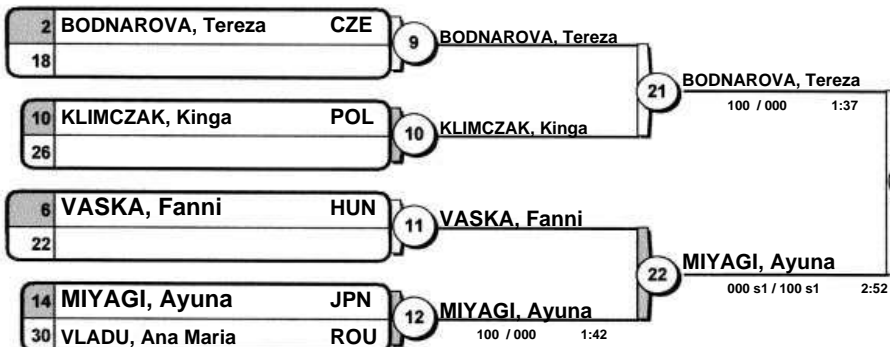 2 BODNAROVA, Tereza CZE
18
9 BODNAROVA, Tereza
10 KLIMCZAK, Kinga POL
26
10 KLIMCZAK, Kinga
21 BODNAROVA, Tereza
100 / 000 1:37
6 VASKA, Fanni HUN
22
11 VASKA, Fanni
14 MIYAGI, Ayuna JPN
30 VLADU, Ana Maria ROU
12 MIYAGI, Ayuna
100 / 000 1:42
22 MIYAGI, Ayuna
000 s1 / 100 s1 2:52